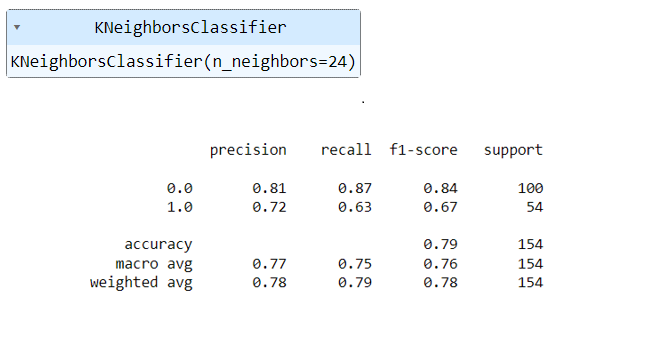 KNeighborsClassifier
KNeighborsClassifier(n_neighbors=24)
.
precision recall f1-score support
0.0 0.81 0.87 0.84 100
1.0 0.72 0.63 0.67 54
accuracy 0.79 154
macro avg 0.77 0.75 0.76 154
weighted avg 0.78 0.79 0.78 154